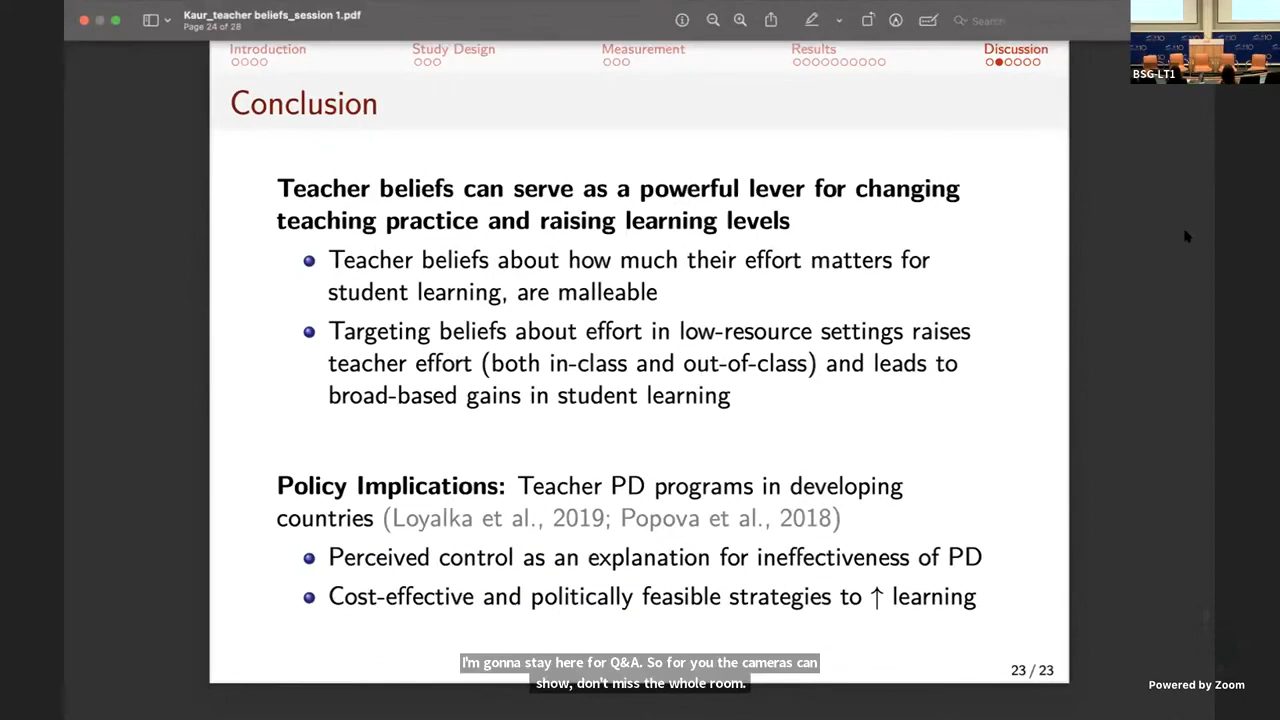 Kaur_teacher beliefs_session 1.pdf
Page 24 of 28
Search
BSG-LT1
Introduction
Study Design
Measurement
Results
Discussion
Conclusion
Teacher beliefs can serve as a powerful lever for changing
teaching practice and raising learning levels
Teacher beliefs about how much their effort matters for
student learning, are malleable
Targeting beliefs about effort in low-resource settings raises
teacher effort (both in-class and out-of-class) and leads to
broad-based gains in student learning
Policy Implications: Teacher PD programs in developing
countries (Loyalka et al., 2019; Popova et al., 2018)
Perceived control as an explanation for ineffectiveness of PD
Cost-effective and politically feasible strategies to ↑ learning
I'm gonna stay here for Q&A. So for you the cameras can
show, don't miss the whole room.
23 / 23
Powered by Zoom